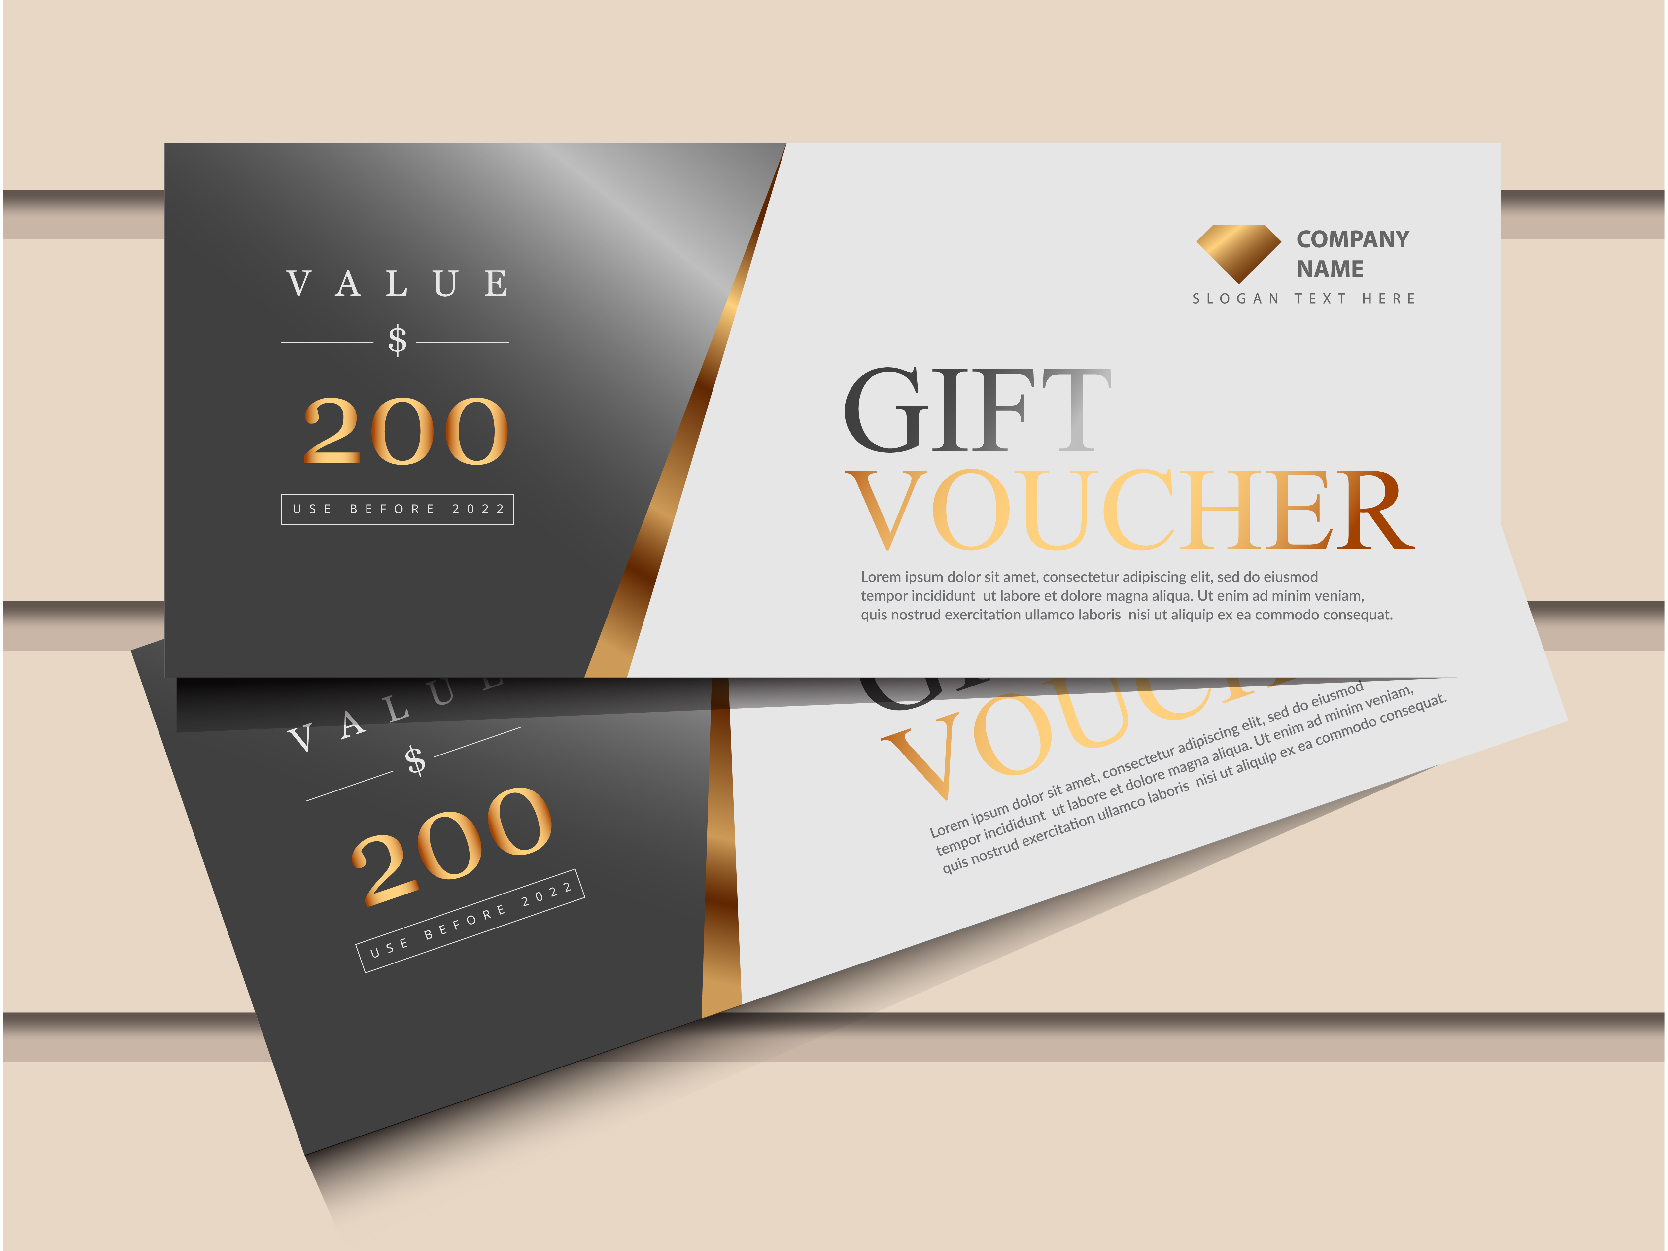 VALUE
$
200
USE BEFORE 2022
COMPANY
NAME
SLOGAN TEXT HERE
GIFT
VOUCHER
Lorem ipsum dolor sit amet, consectetur adipiscing elit, sed do eiusmod
tempor incididunt ut labore et dolore magna aliqua. Ut enim ad minim veniam,
quis nostrud exercitation ullamco laboris nisi ut aliquip ex ea commodo consequat.
VALUE
$
200
USE BEFORE 2022
VOUCH
Lorem ipsum dolor sit amet, consectetur adipiscing elit, sed do eiusmod
tempor incididunt ut labore et dolore magna aliqua. Ut enim ad minim veniam,
quis nostrud exercitation ullamco laboris nisi ut aliquip ex ea commodo consequat.